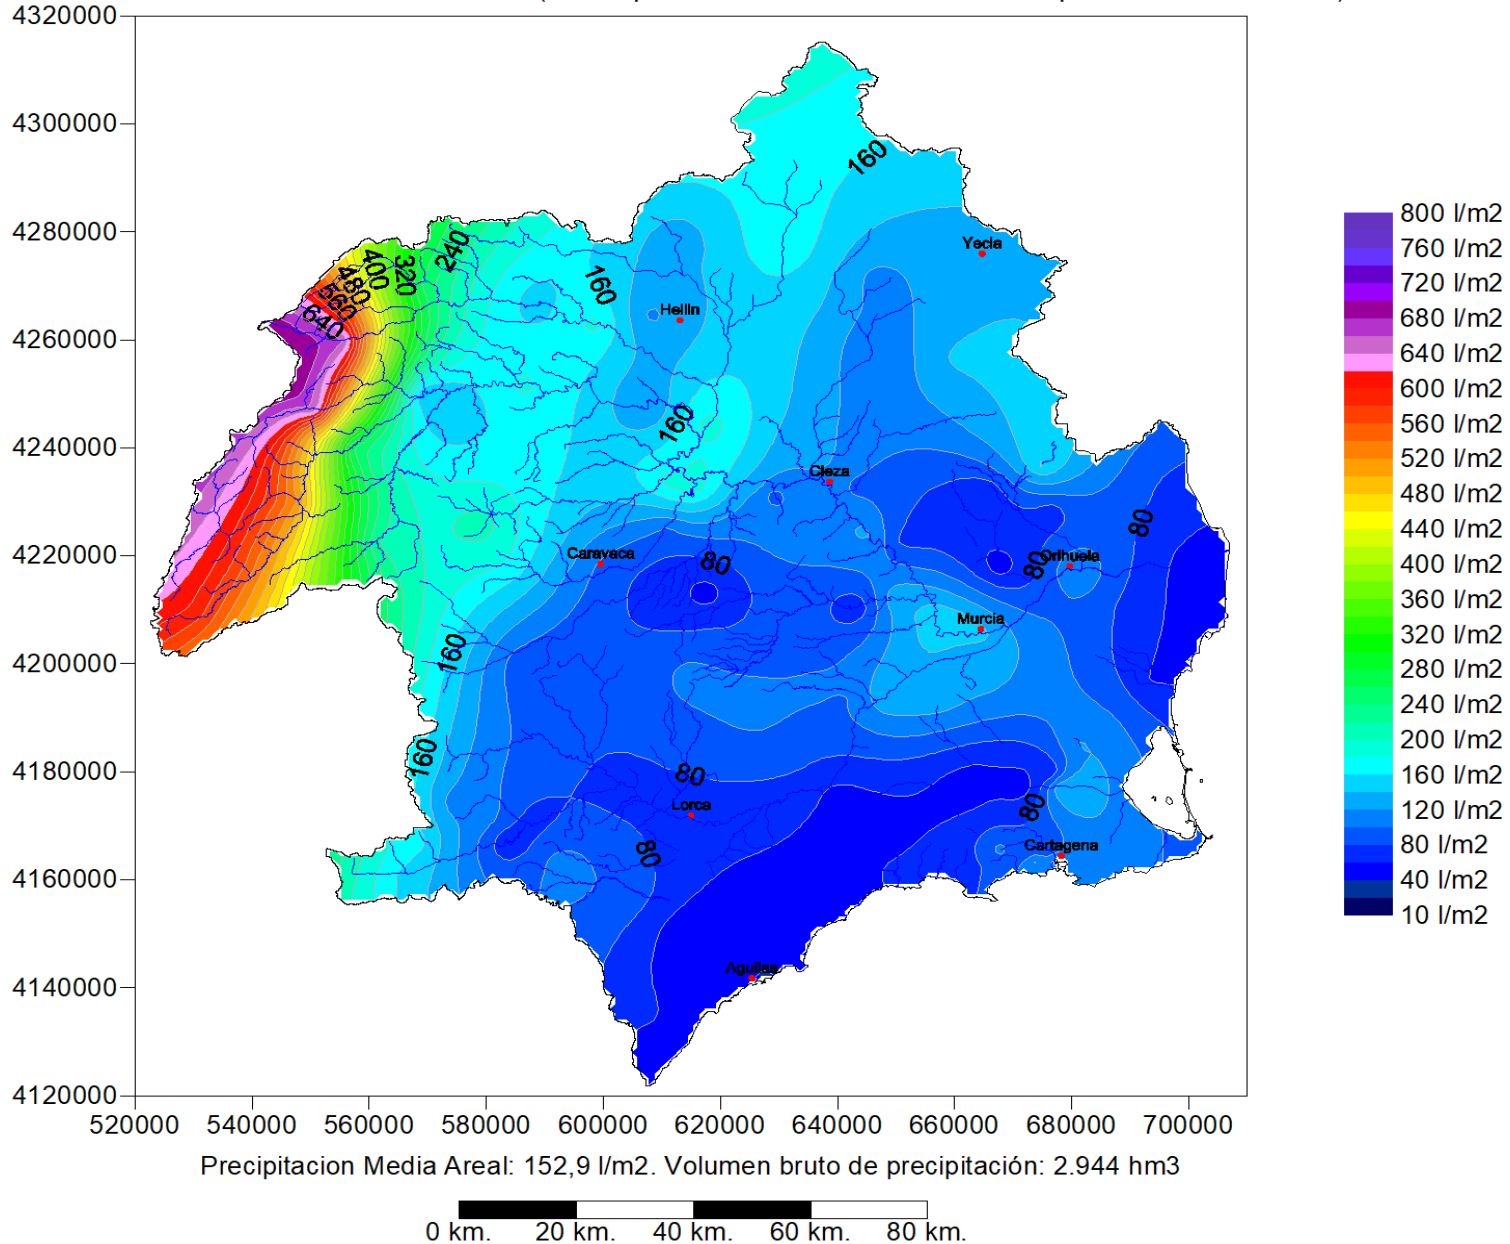 4320000
4300000
4280000
4260000
4240000
4220000
4200000
4180000
4160000
4140000
4120000
520000 540000 560000 580000 600000 620000 640000 660000 680000 700000
160
240
320
400
480
560
640
160
Yecla
Hellin
160
Cieza
80
Caravaca
80
80
Orihuela
Murcia
160
160
80
Lorca
80
80
Cartagena
Aguilas
800 l/m2
760 l/m2
720 l/m2
680 l/m2
640 l/m2
600 l/m2
560 l/m2
520 l/m2
480 l/m2
440 l/m2
400 l/m2
360 l/m2
320 l/m2
280 l/m2
240 l/m2
200 l/m2
160 l/m2
120 l/m2
80 l/m2
40 l/m2
10 l/m2
Precipitacion Media Areal: 152,9 l/m2. Volumen bruto de precipitación: 2.944 hm3
0 km. 20 km. 40 km. 60 km. 80 km.